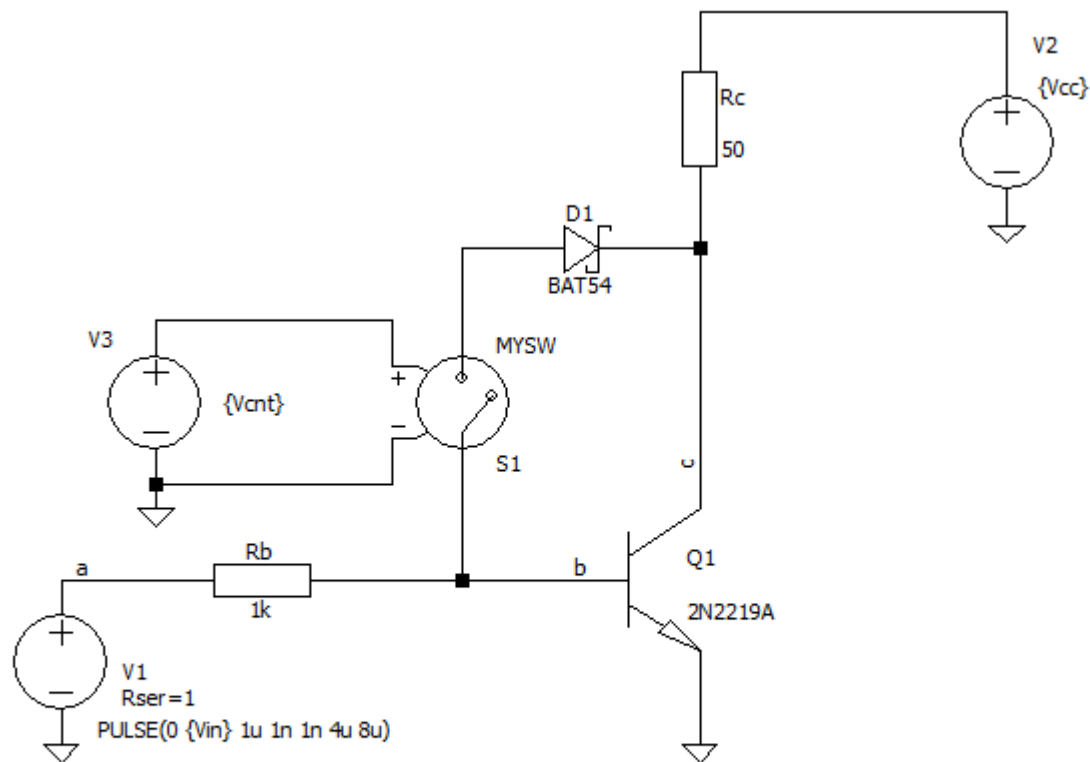 V2
{Vcc}
+
−
Rc
50
D1
BAT54
V3
+
−
{Vcnt}
MYSW
+
−
S1
c
a
Rb
1k
b
Q1
2N2219A
+
−
V1
Rser=1
PULSE(0 {Vin} 1u 1n 1n 4u 8u)